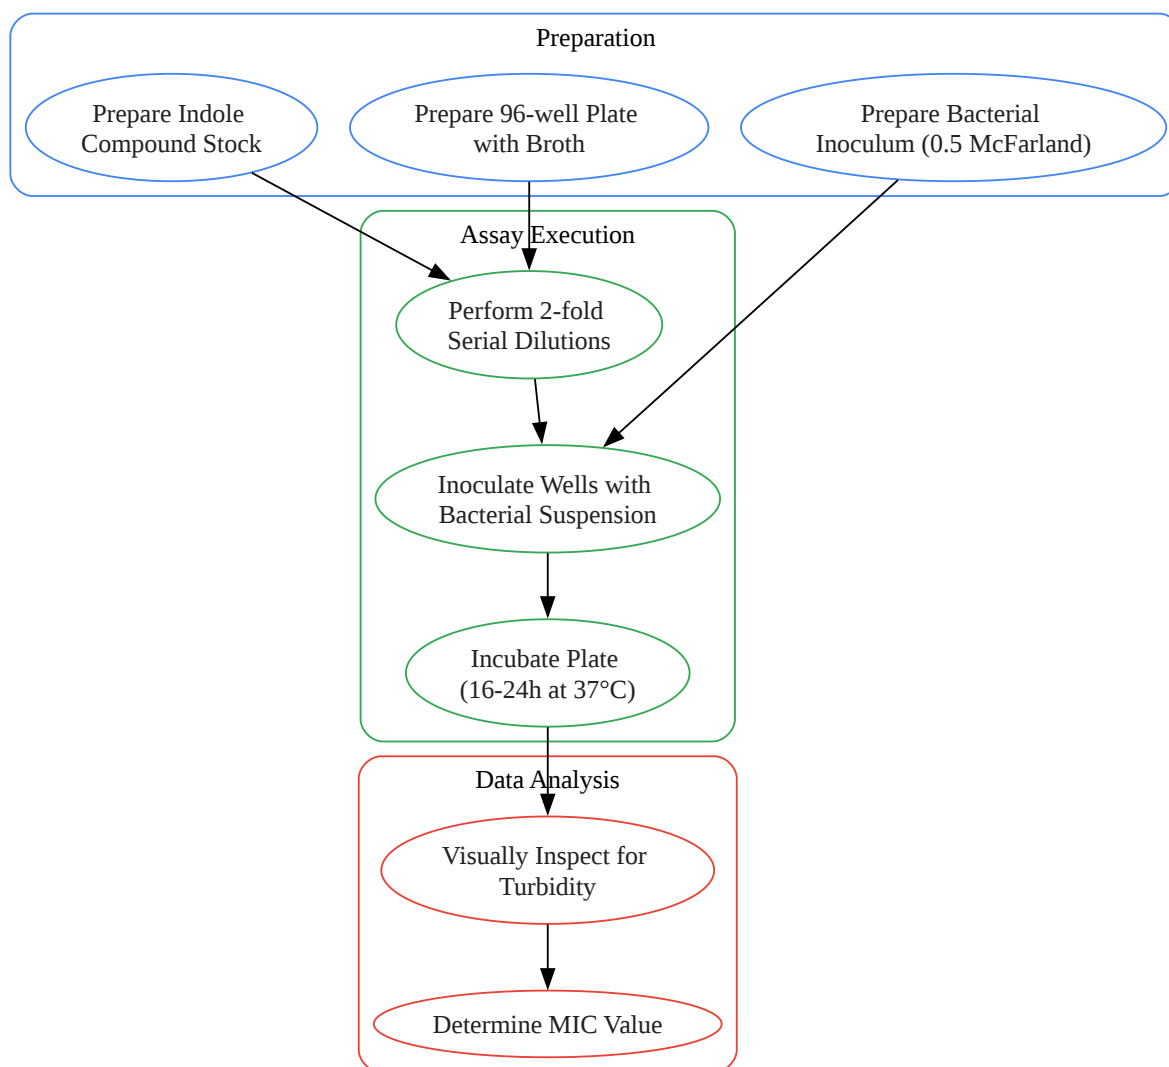 Preparation
Prepare Indole
Compound Stock
Prepare 96-well Plate
with Broth
Prepare Bacterial
Inoculum (0.5 McFarland)
Assay Execution
Perform 2-fold
Serial Dilutions
Inoculate Wells with
Bacterial Suspension
Incubate Plate
(16-24h at 37°C)
Data Analysis
Visually Inspect for
Turbidity
Determine MIC Value